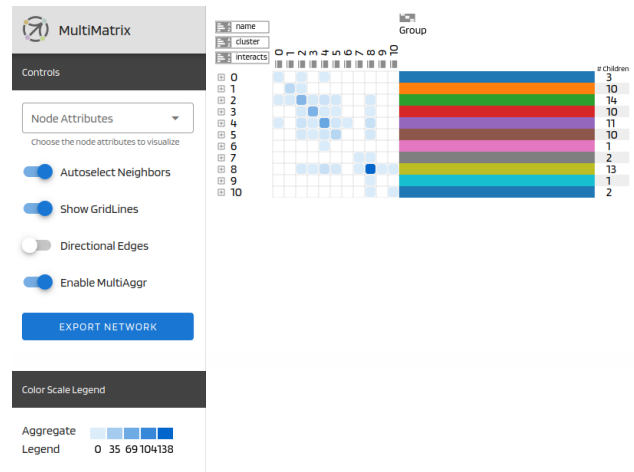 MultiMatrix
Controls
Node Attributes
Choose the node attributes to visualize
Autoselect Neighbors
Show GridLines
Directional Edges
Enable MultiAggr
EXPORT NETWORK
Color Scale Legend
Aggregate
Legend
0 35 69 104 138
name
cluster
interacts
0 1 2 3 4 5 6 7 8 9 10
Group
# Children
0 3
1 10
2 14
3 10
4 11
5 10
6 1
7 2
8 13
9 1
10 2